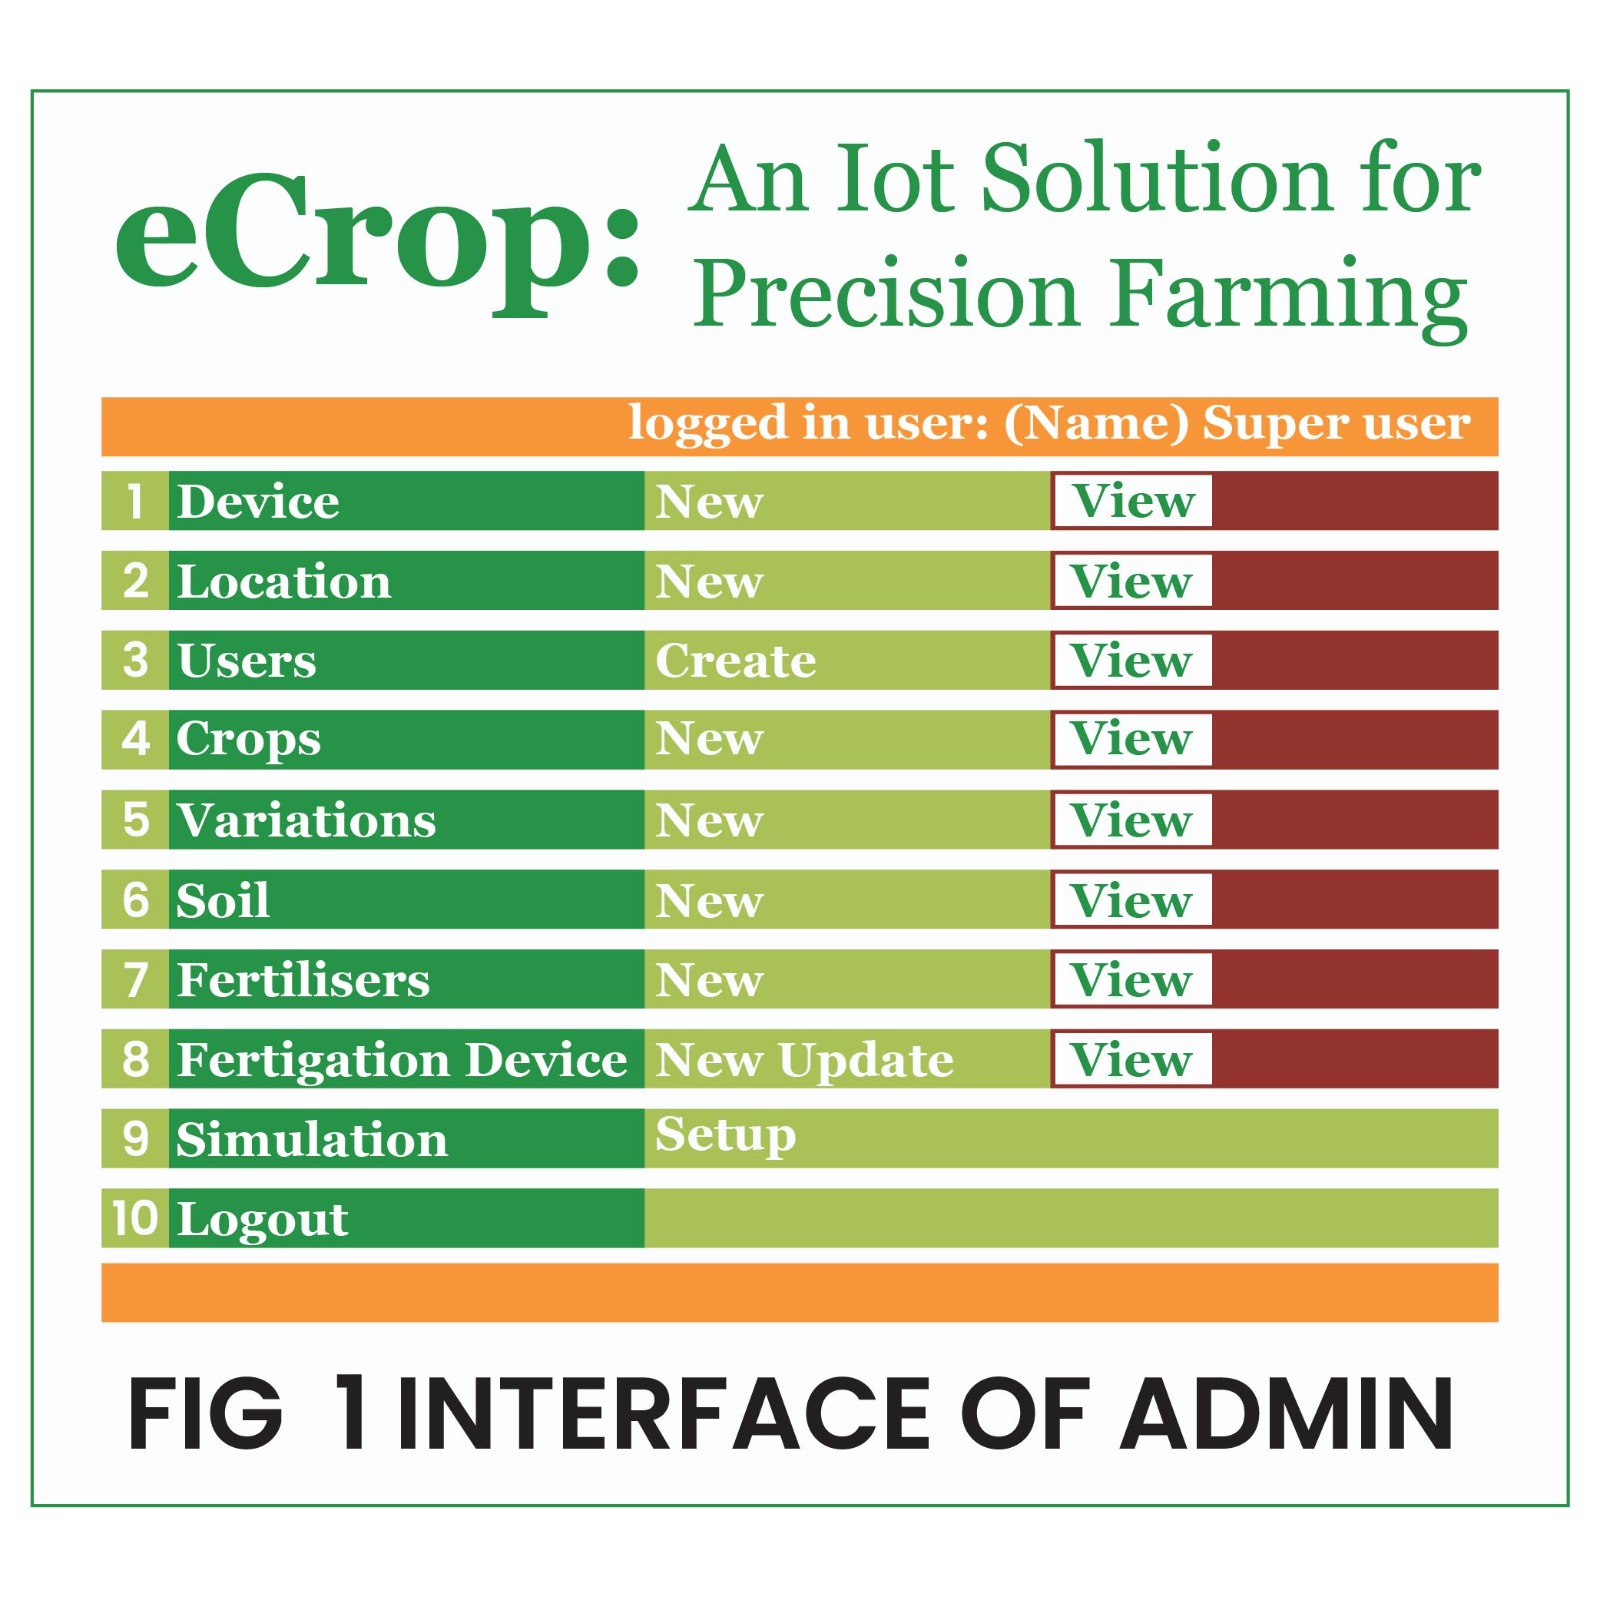 eCrop: An Iot Solution for
Precision Farming
logged in user: (Name) Super user
1 Device New View
2 Location New View
3 Users Create View
4 Crops New View
5 Variations New View
6 Soil New View
7 Fertilisers New View
8 Fertigation Device New Update View
9 Simulation Setup
10 Logout
FIG 1 INTERFACE OF ADMIN